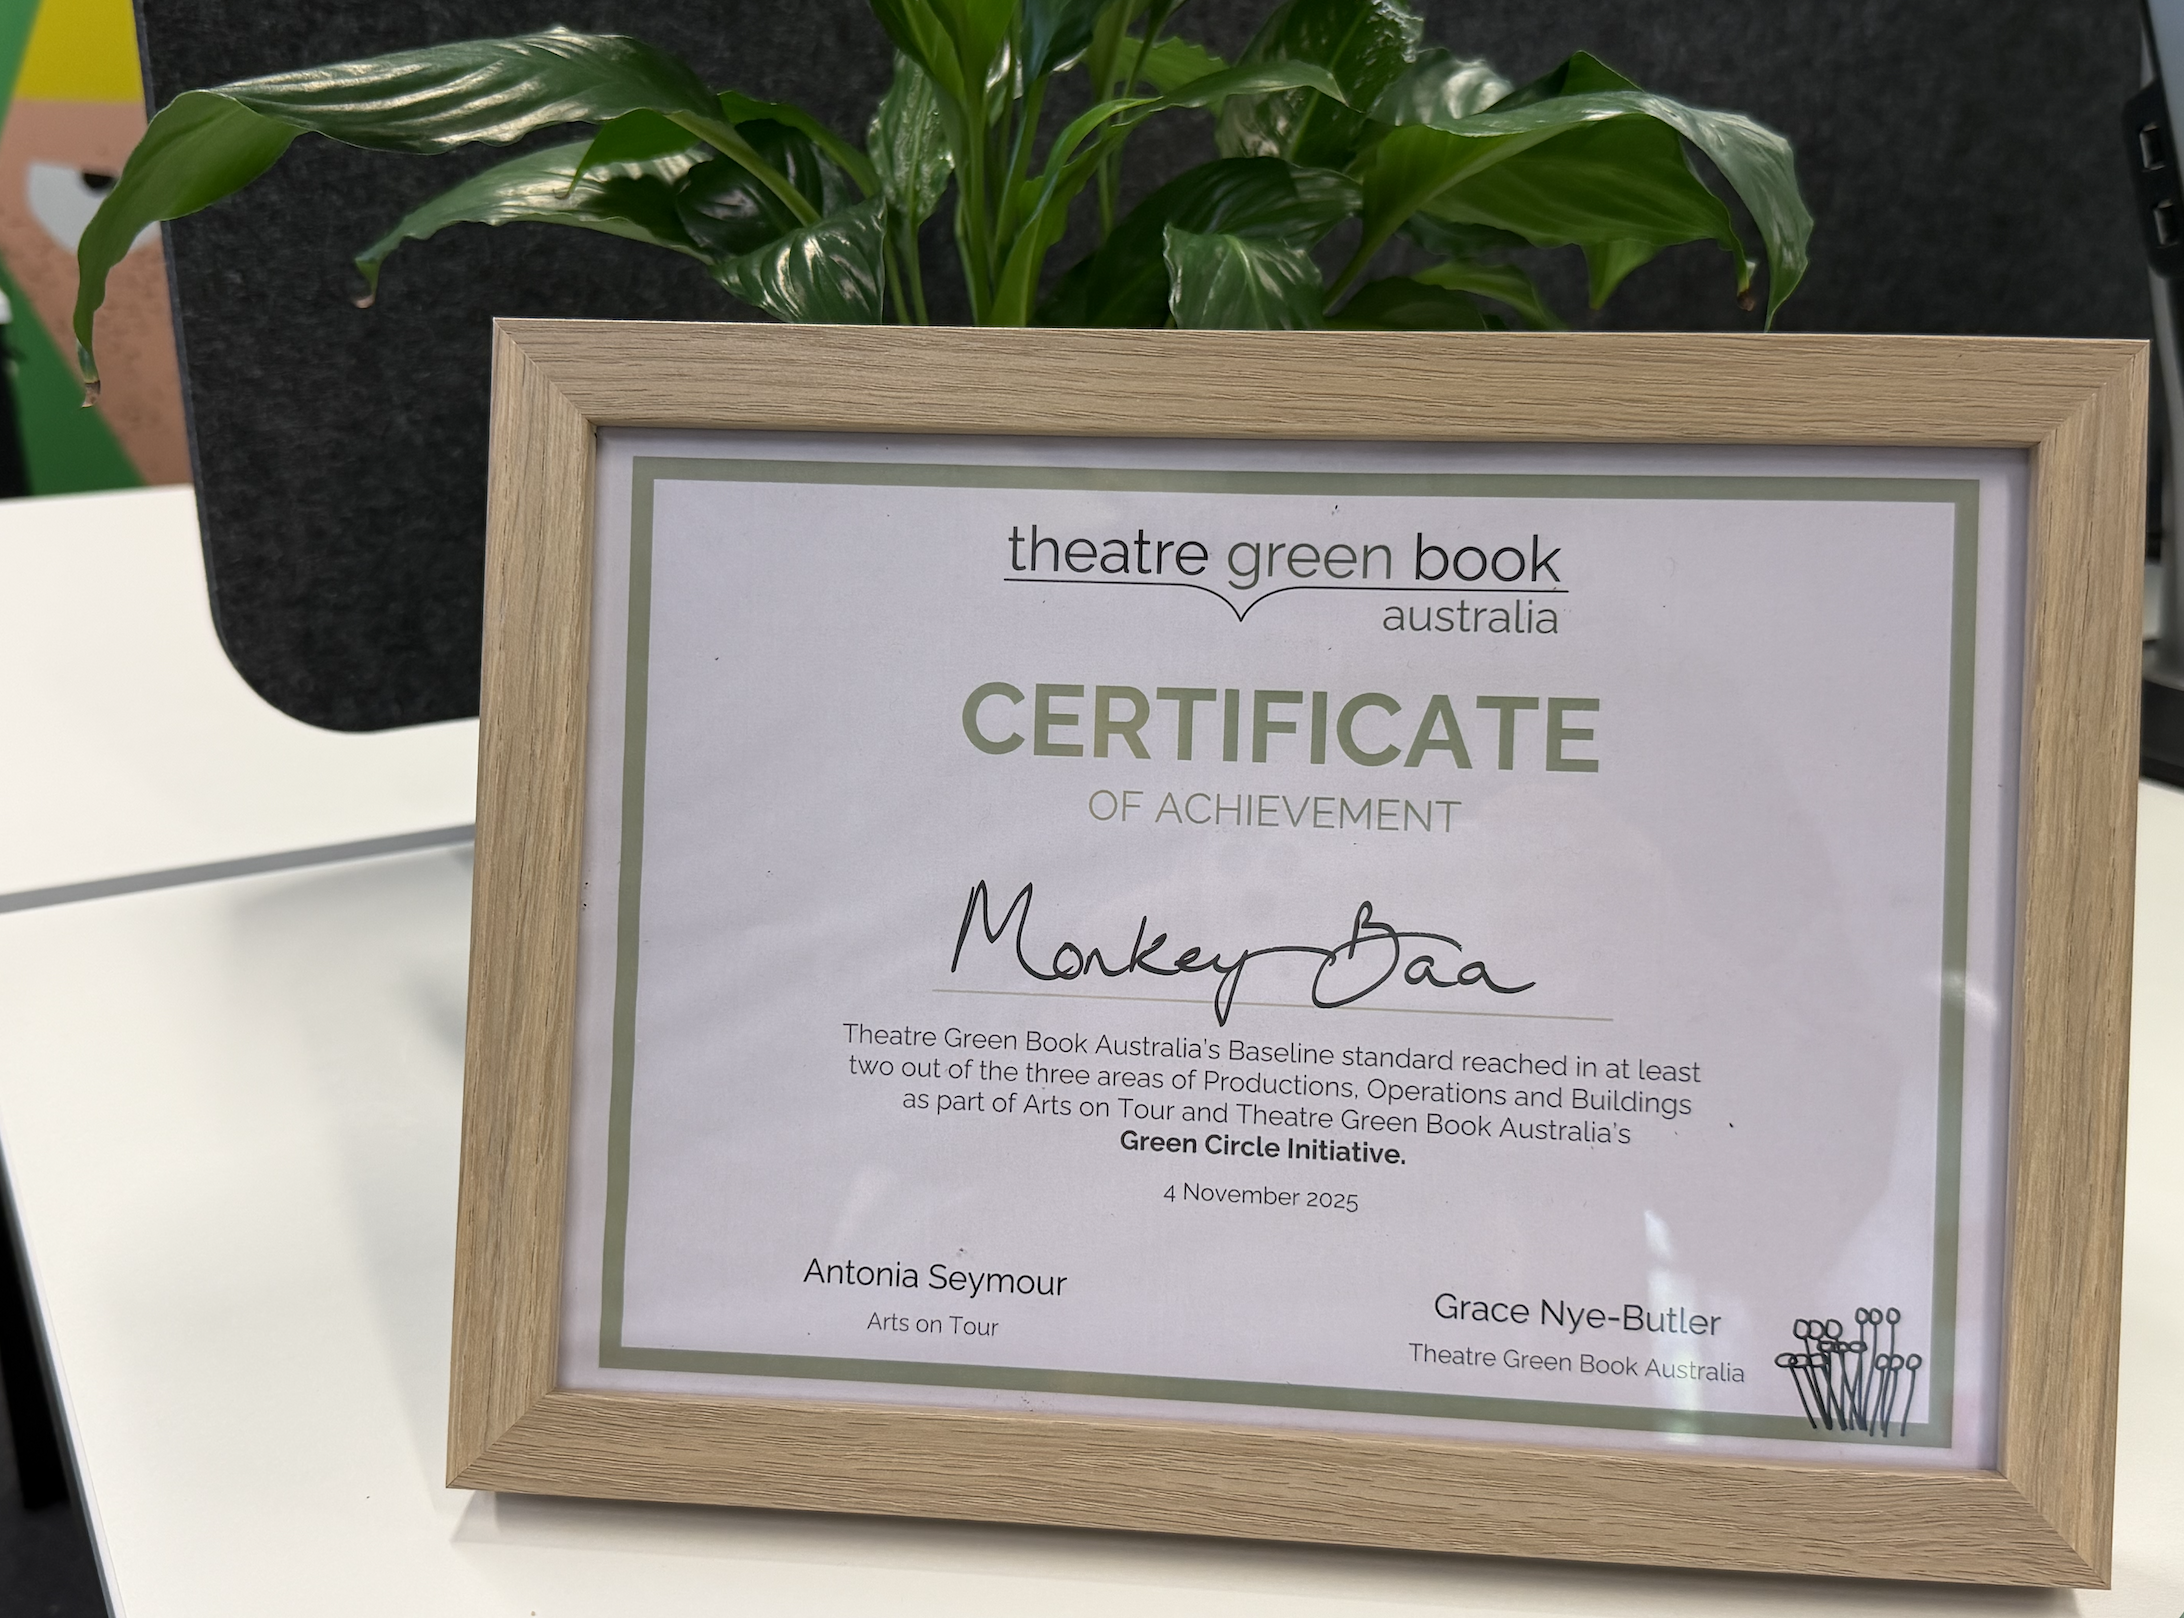 theatre green book
australia
CERTIFICATE
OF ACHIEVEMENT
Monkey Baa
Theatre Green Book Australia's Baseline standard reached in at least
two out of the three areas of Productions, Operations and Buildings
as part of Arts on Tour and Theatre Green Book Australia's
Green Circle Initiative.
4 November 2025
Antonia Seymour
Arts on Tour
Grace Nye-Butler
Theatre Green Book Australia